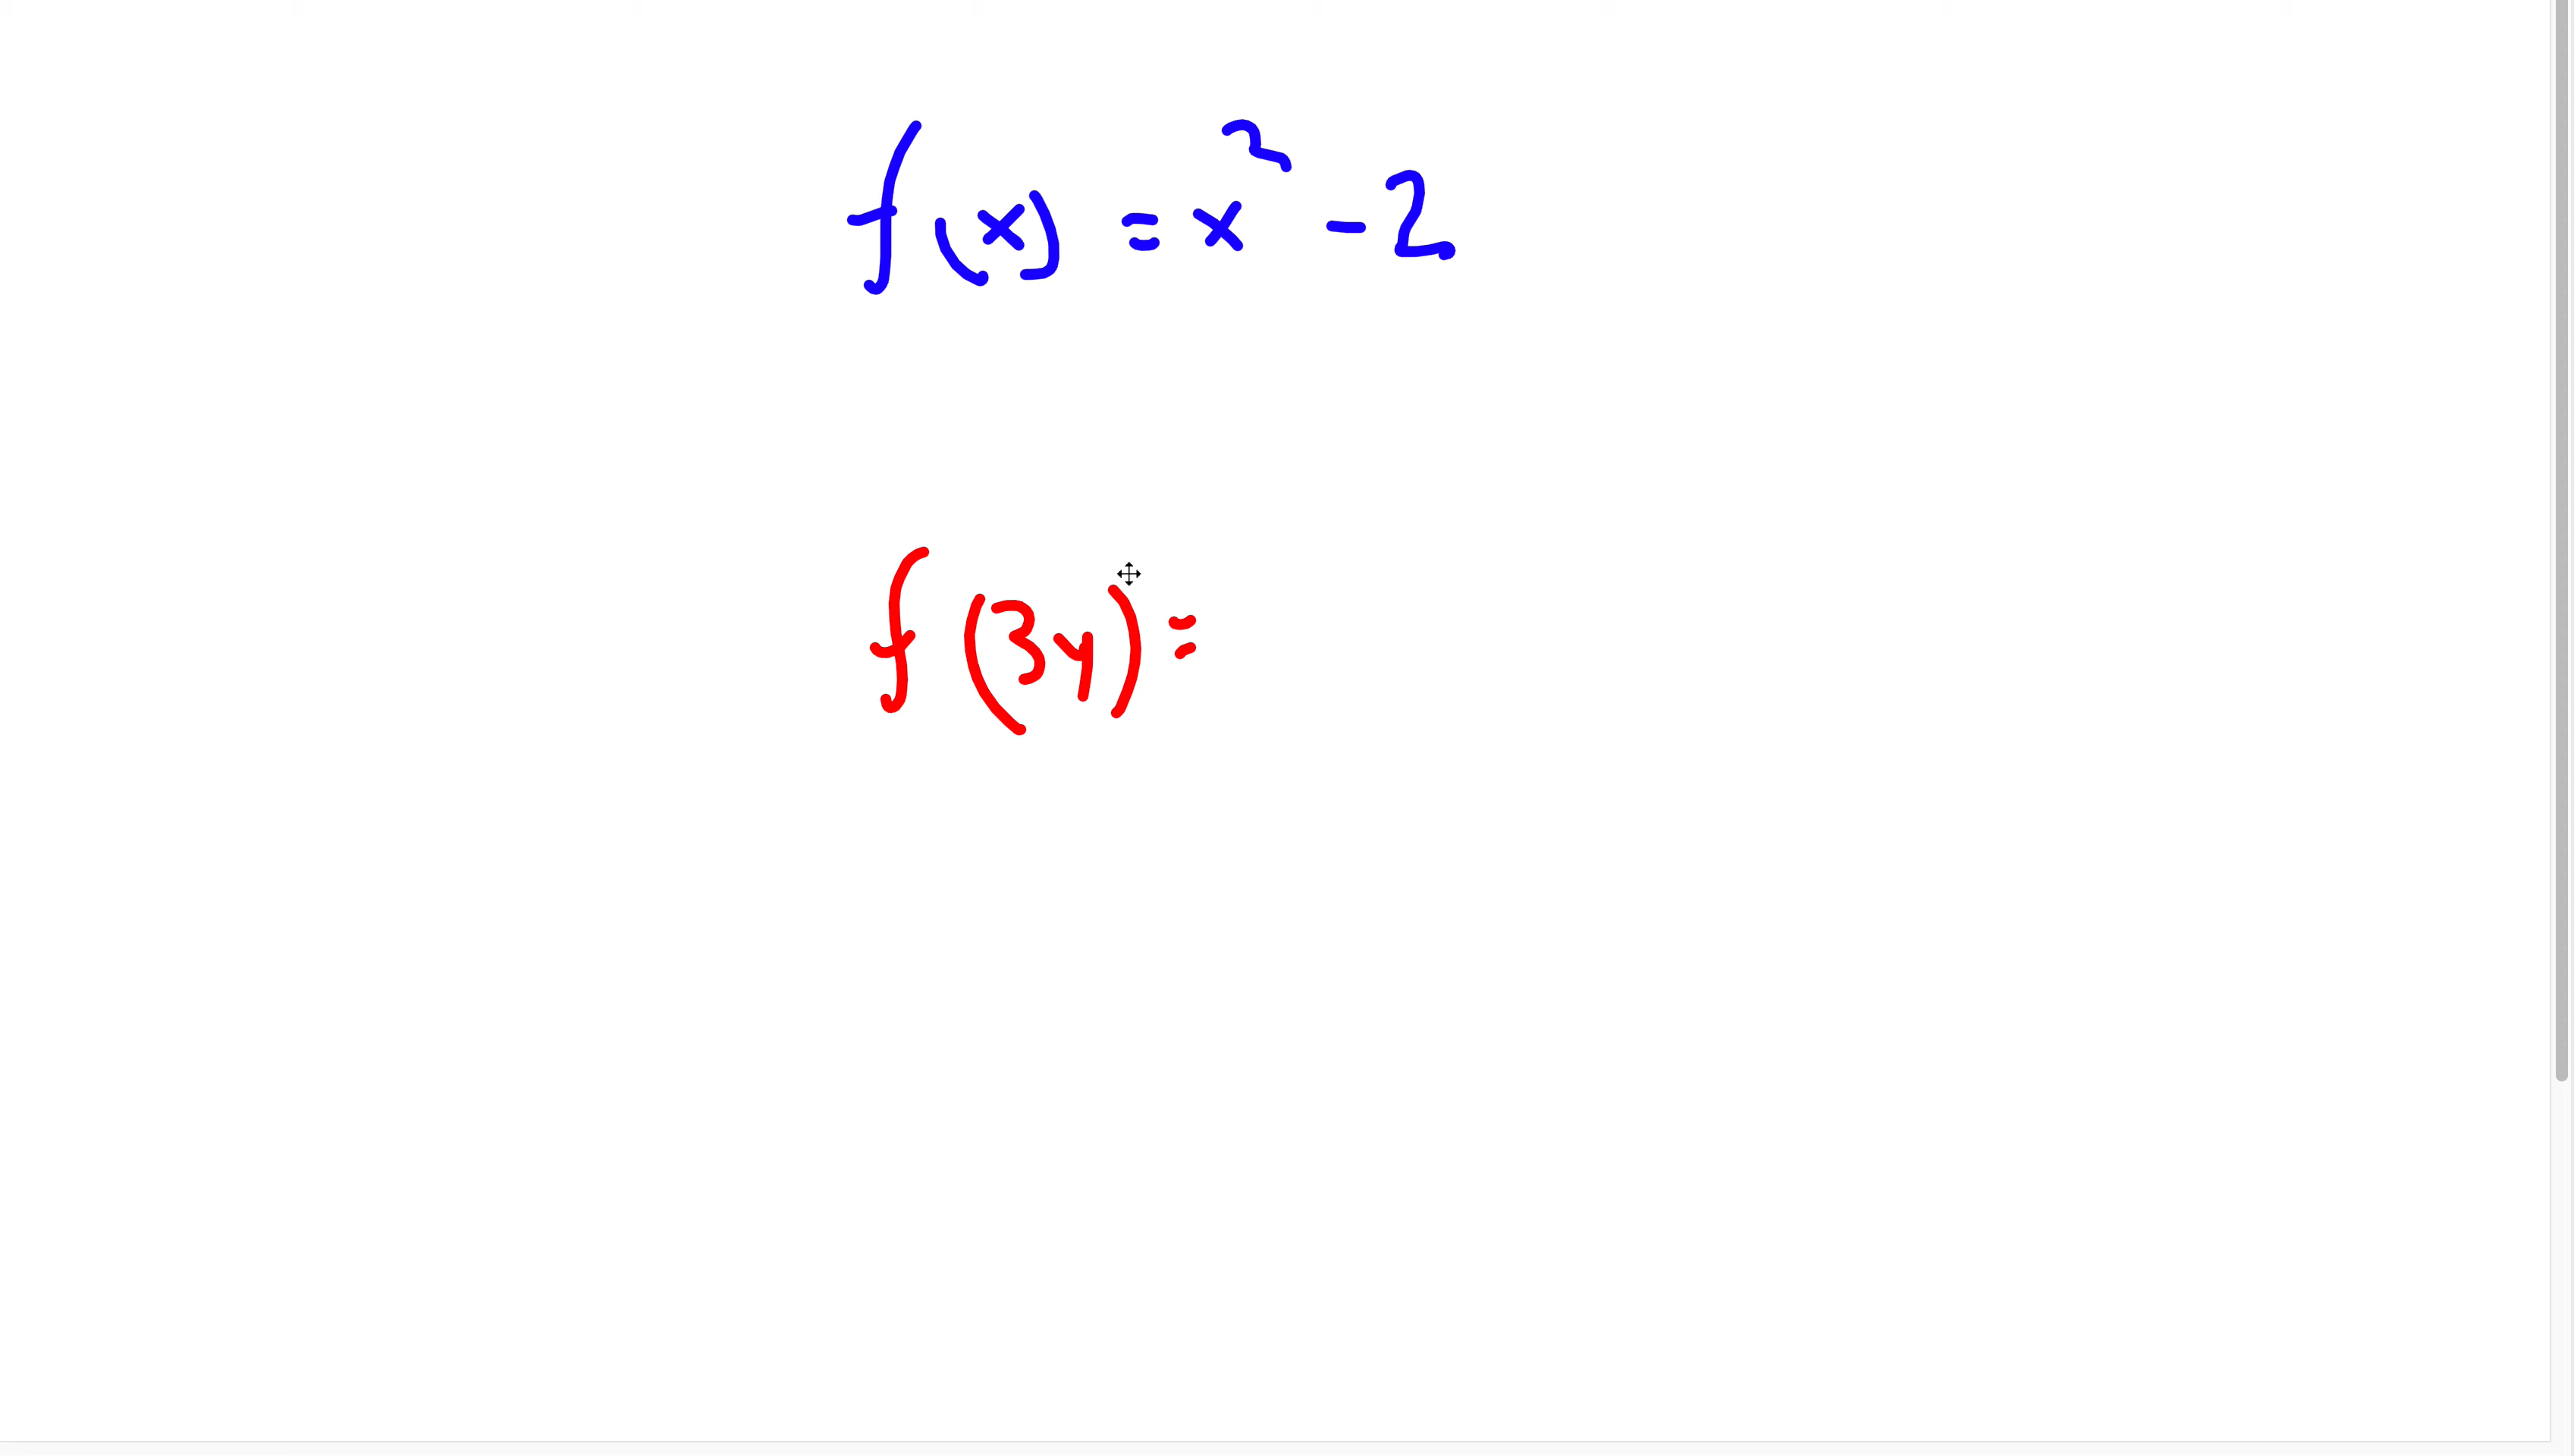 f(x) = x² - 2
f(3y) =